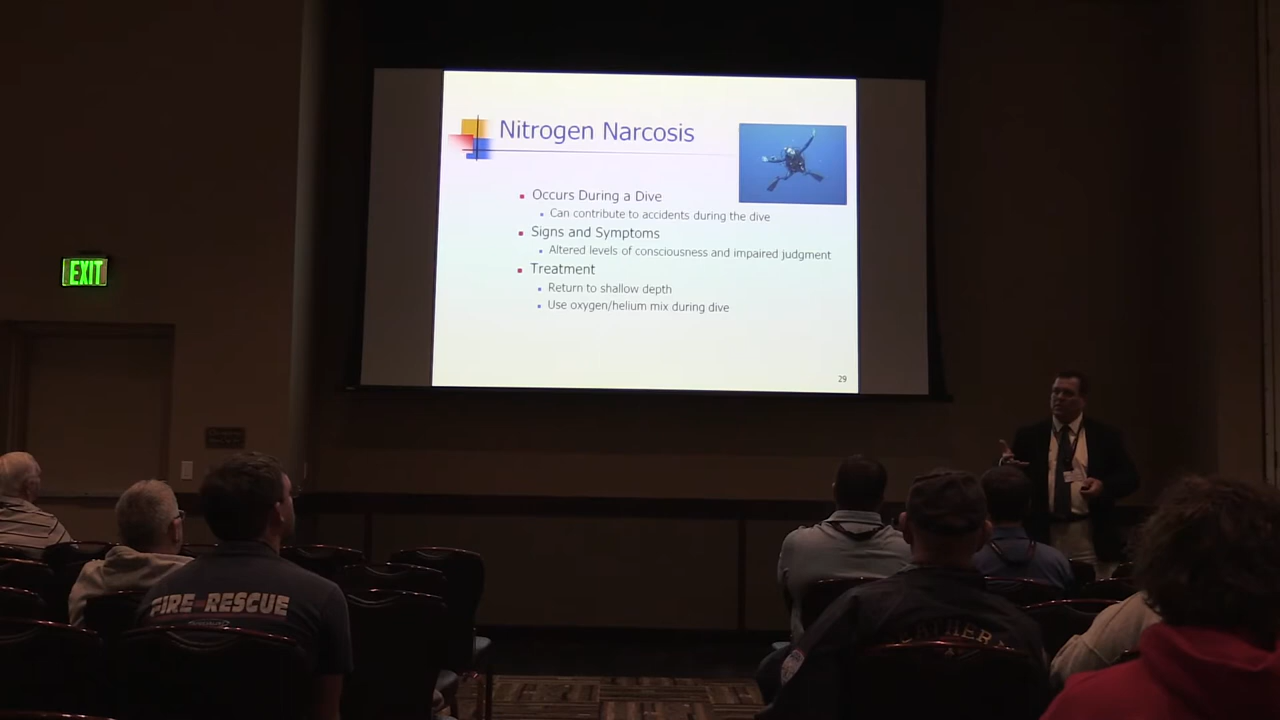 Nitrogen Narcosis
Occurs During a Dive
Can contribute to accidents during the dive
Signs and Symptoms
Altered levels of consciousness and impaired judgment
Treatment
Return to shallow depth
Use oxygen/helium mix during dive
29
EXIT
FIRE RESCUE